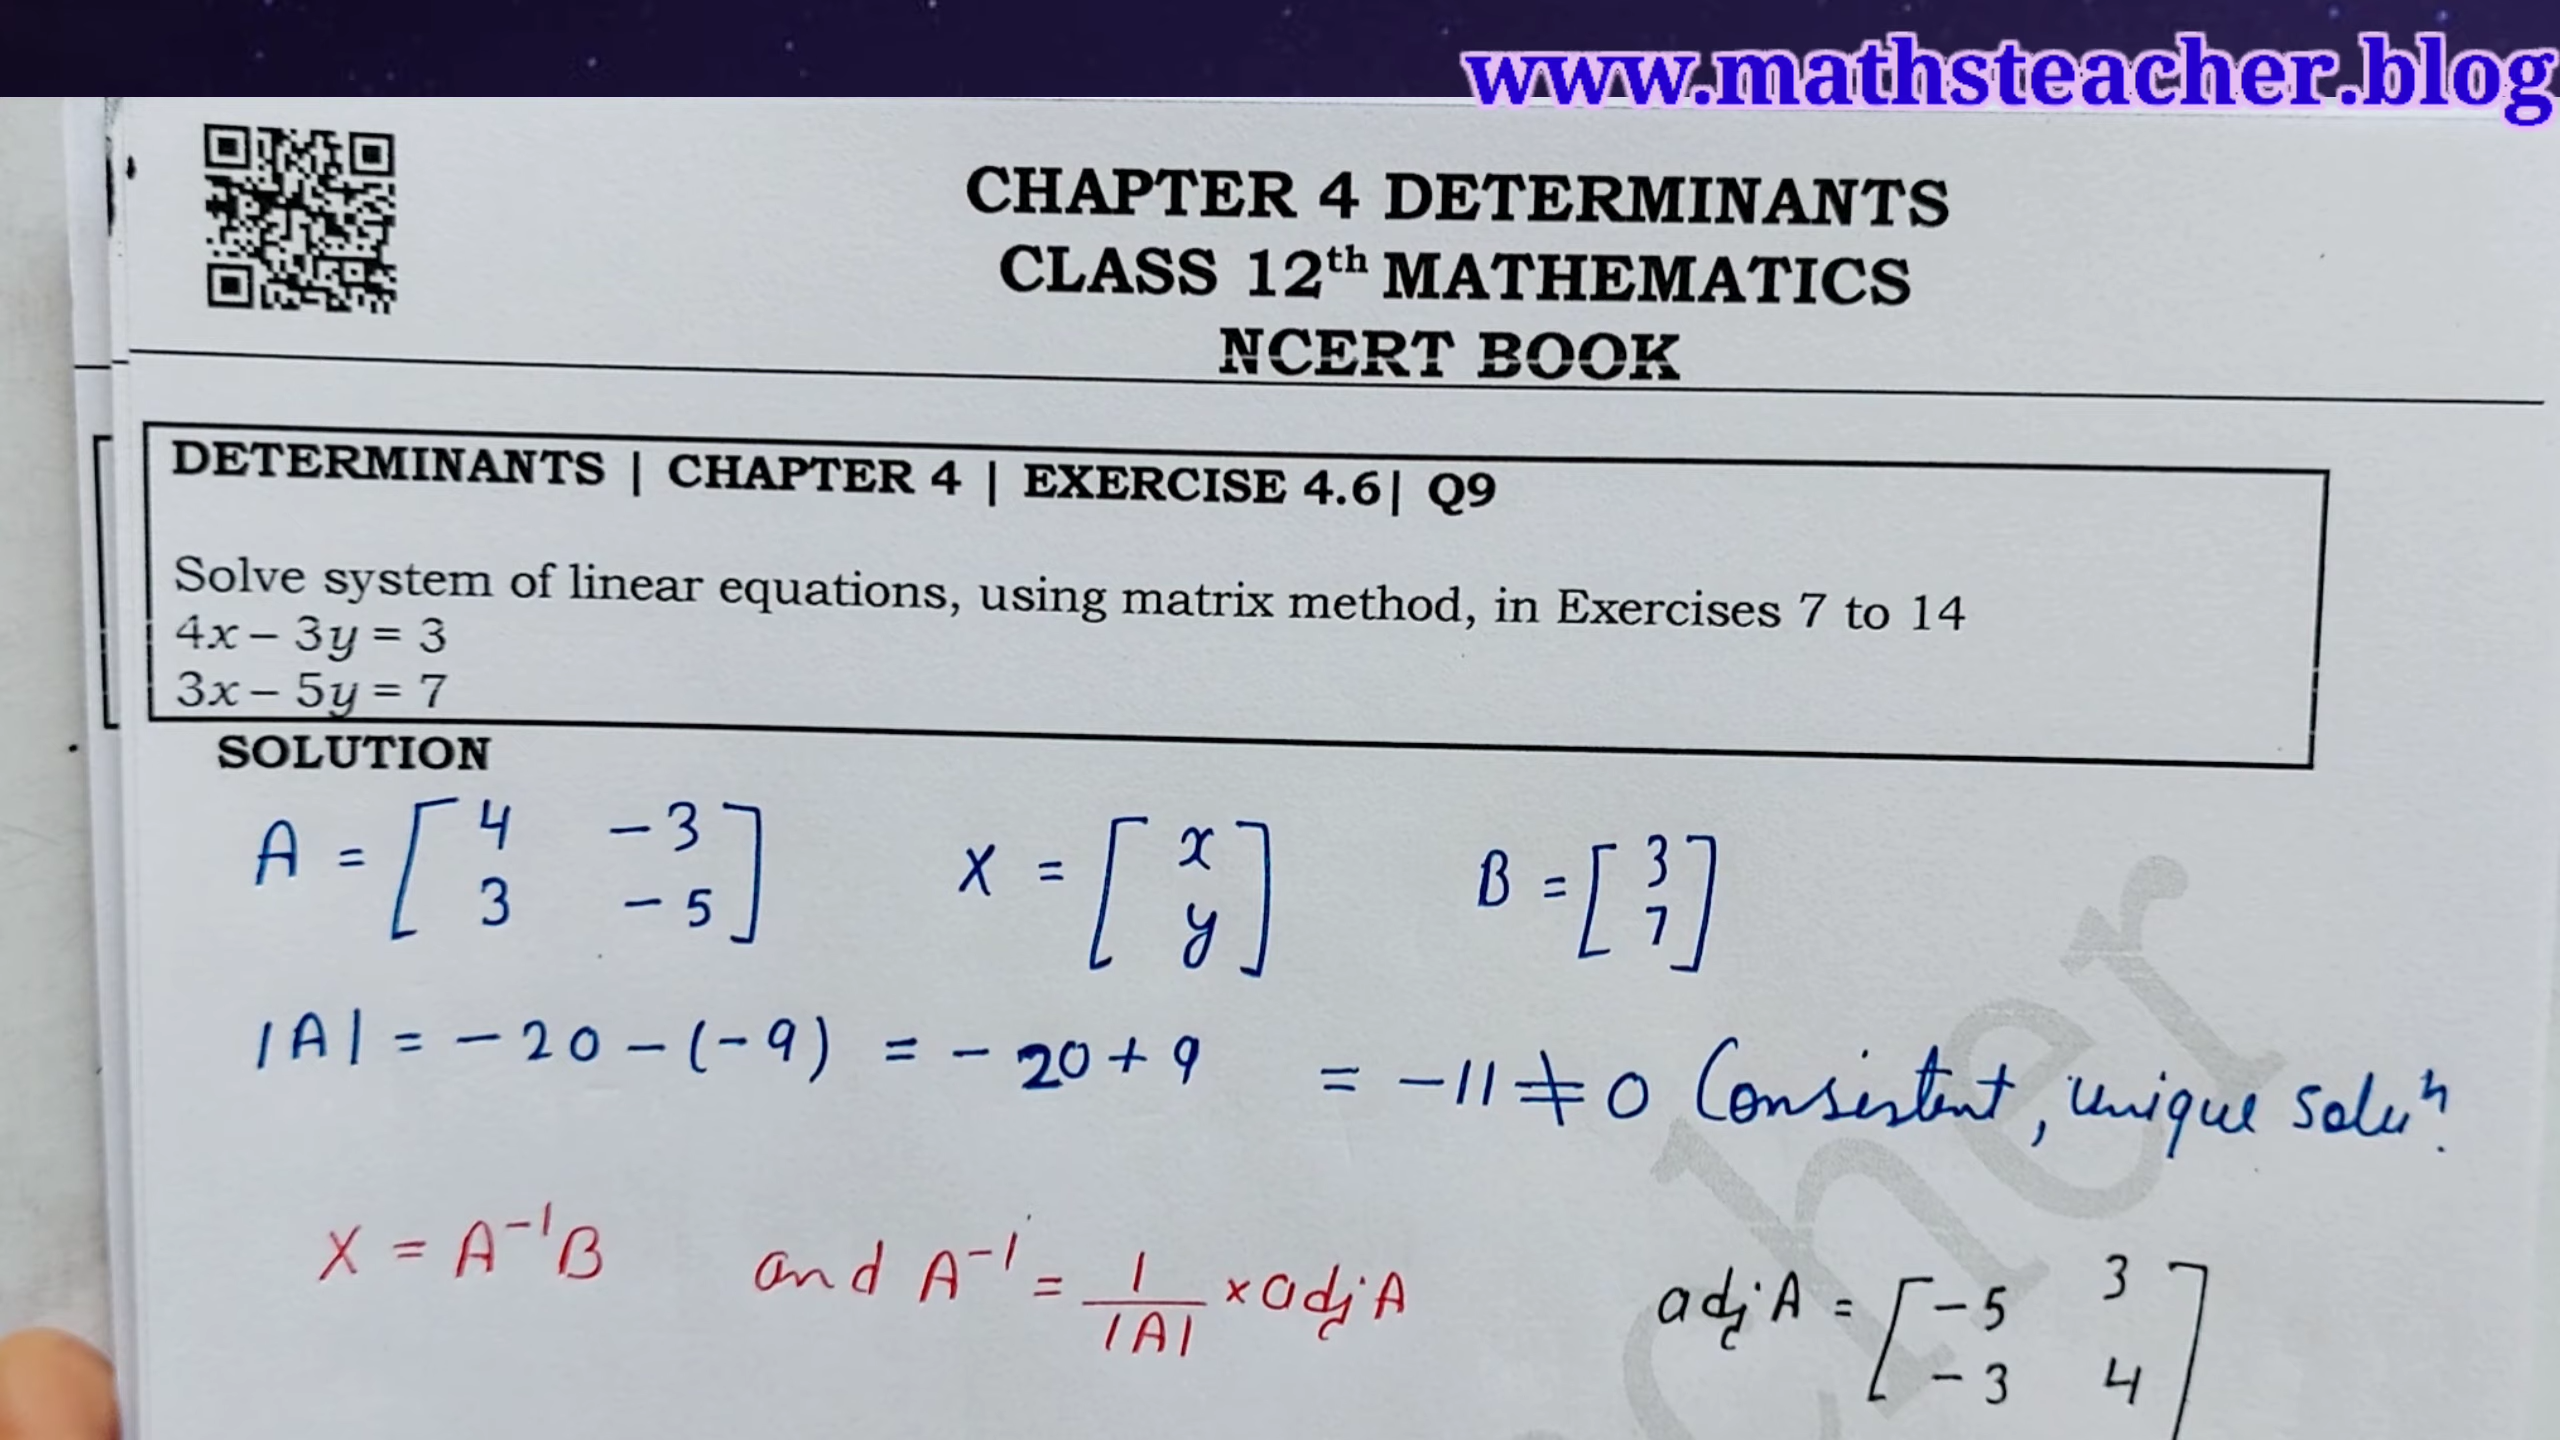 www.mathsteacher.blog
CHAPTER 4 DETERMINANTS
CLASS 12th MATHEMATICS
NCERT BOOK
DETERMINANTS | CHAPTER 4 | EXERCISE 4.6| Q9
Solve system of linear equations, using matrix method, in Exercises 7 to 14
4x – 3y = 3
3x – 5y = 7
SOLUTION
A = [4 -3; 3 -5] X = [x; y] B = [3; 7]
|A| = -20 -(-9) = -20+9 = -11 ≠ 0 Consistent, unique soluⁿ.
X = A⁻¹B and A⁻¹ = 1/|A| × adj A adj A = [-5 3; -3 4]
cher